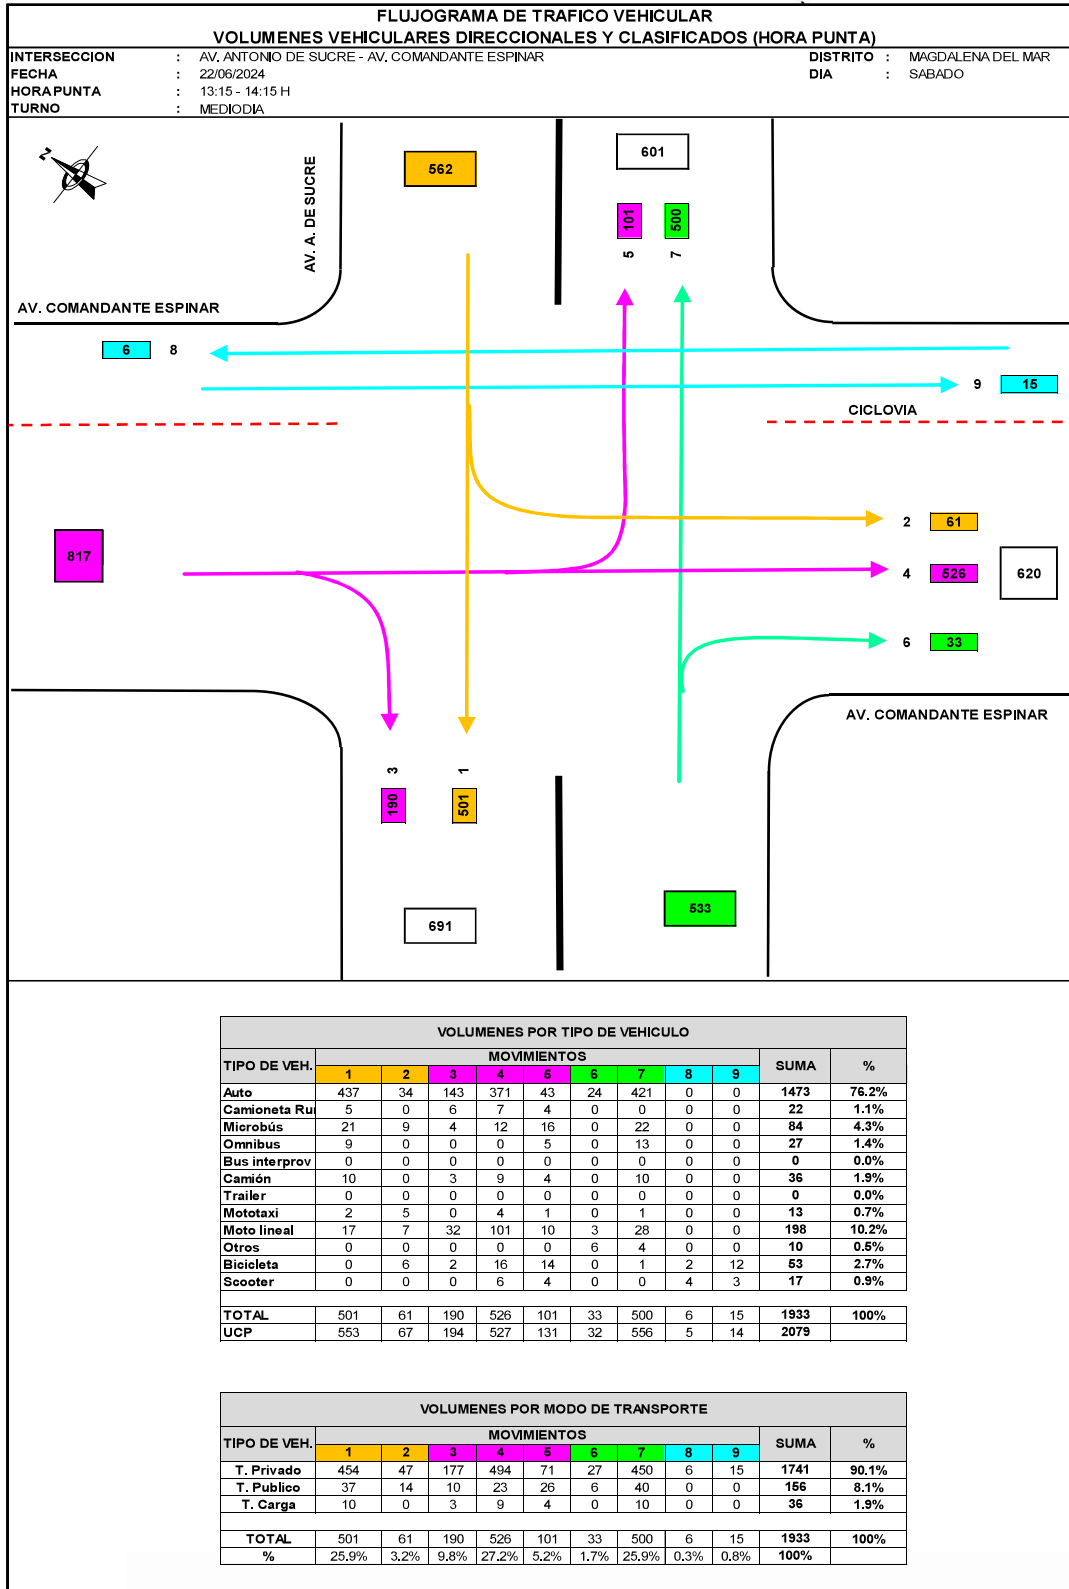 FLUJOGRAMA DE TRAFICO VEHICULAR
VOLUMENES VEHICULARES DIRECCIONALES Y CLASIFICADOS (HORA PUNTA)
INTERSECCION : AV. ANTONIO DE SUCRE - AV. COMANDANTE ESPINAR DISTRITO : MAGDALENA DEL MAR
FECHA : 22/06/2024 DIA : SABADO
HORA PUNTA : 13:15 - 14:15 H
TURNO : MEDIODIA
N
AV. A. DE SUCRE
562
601
101 500
5 7
AV. COMANDANTE ESPINAR
6 8
9 15
CICLOVIA
2 61
817
4 526 620
6 33
AV. COMANDANTE ESPINAR
3 1
190 501
533
691
VOLUMENES POR TIPO DE VEHICULO
TIPO DE VEH. MOVIMIENTOS SUMA %
1 2 3 4 5 6 7 8 9
Auto 437 34 143 371 43 24 421 0 0 1473 76.2%
Camioneta Ru 5 0 6 7 4 0 0 0 0 22 1.1%
Microbús 21 9 4 12 16 0 22 0 0 84 4.3%
Omnibus 9 0 0 0 5 0 13 0 0 27 1.4%
Bus interprov 0 0 0 0 0 0 0 0 0 0 0.0%
Camión 10 0 3 9 4 0 10 0 0 36 1.9%
Trailer 0 0 0 0 0 0 0 0 0 0 0.0%
Mototaxi 2 5 0 4 1 0 1 0 0 13 0.7%
Moto lineal 17 7 32 101 10 3 28 0 0 198 10.2%
Otros 0 0 0 0 0 6 4 0 0 10 0.5%
Bicicleta 0 6 2 16 14 0 1 2 12 53 2.7%
Scooter 0 0 0 6 4 0 0 4 3 17 0.9%
TOTAL 501 61 190 526 101 33 500 6 15 1933 100%
UCP 553 67 194 527 131 32 556 5 14 2079
VOLUMENES POR MODO DE TRANSPORTE
TIPO DE VEH. MOVIMIENTOS SUMA %
1 2 3 4 5 6 7 8 9
T. Privado 454 47 177 494 71 27 450 6 15 1741 90.1%
T. Publico 37 14 10 23 26 6 40 0 0 156 8.1%
T. Carga 10 0 3 9 4 0 10 0 0 36 1.9%
TOTAL 501 61 190 526 101 33 500 6 15 1933 100%
% 25.9% 3.2% 9.8% 27.2% 5.2% 1.7% 25.9% 0.3% 0.8% 100%